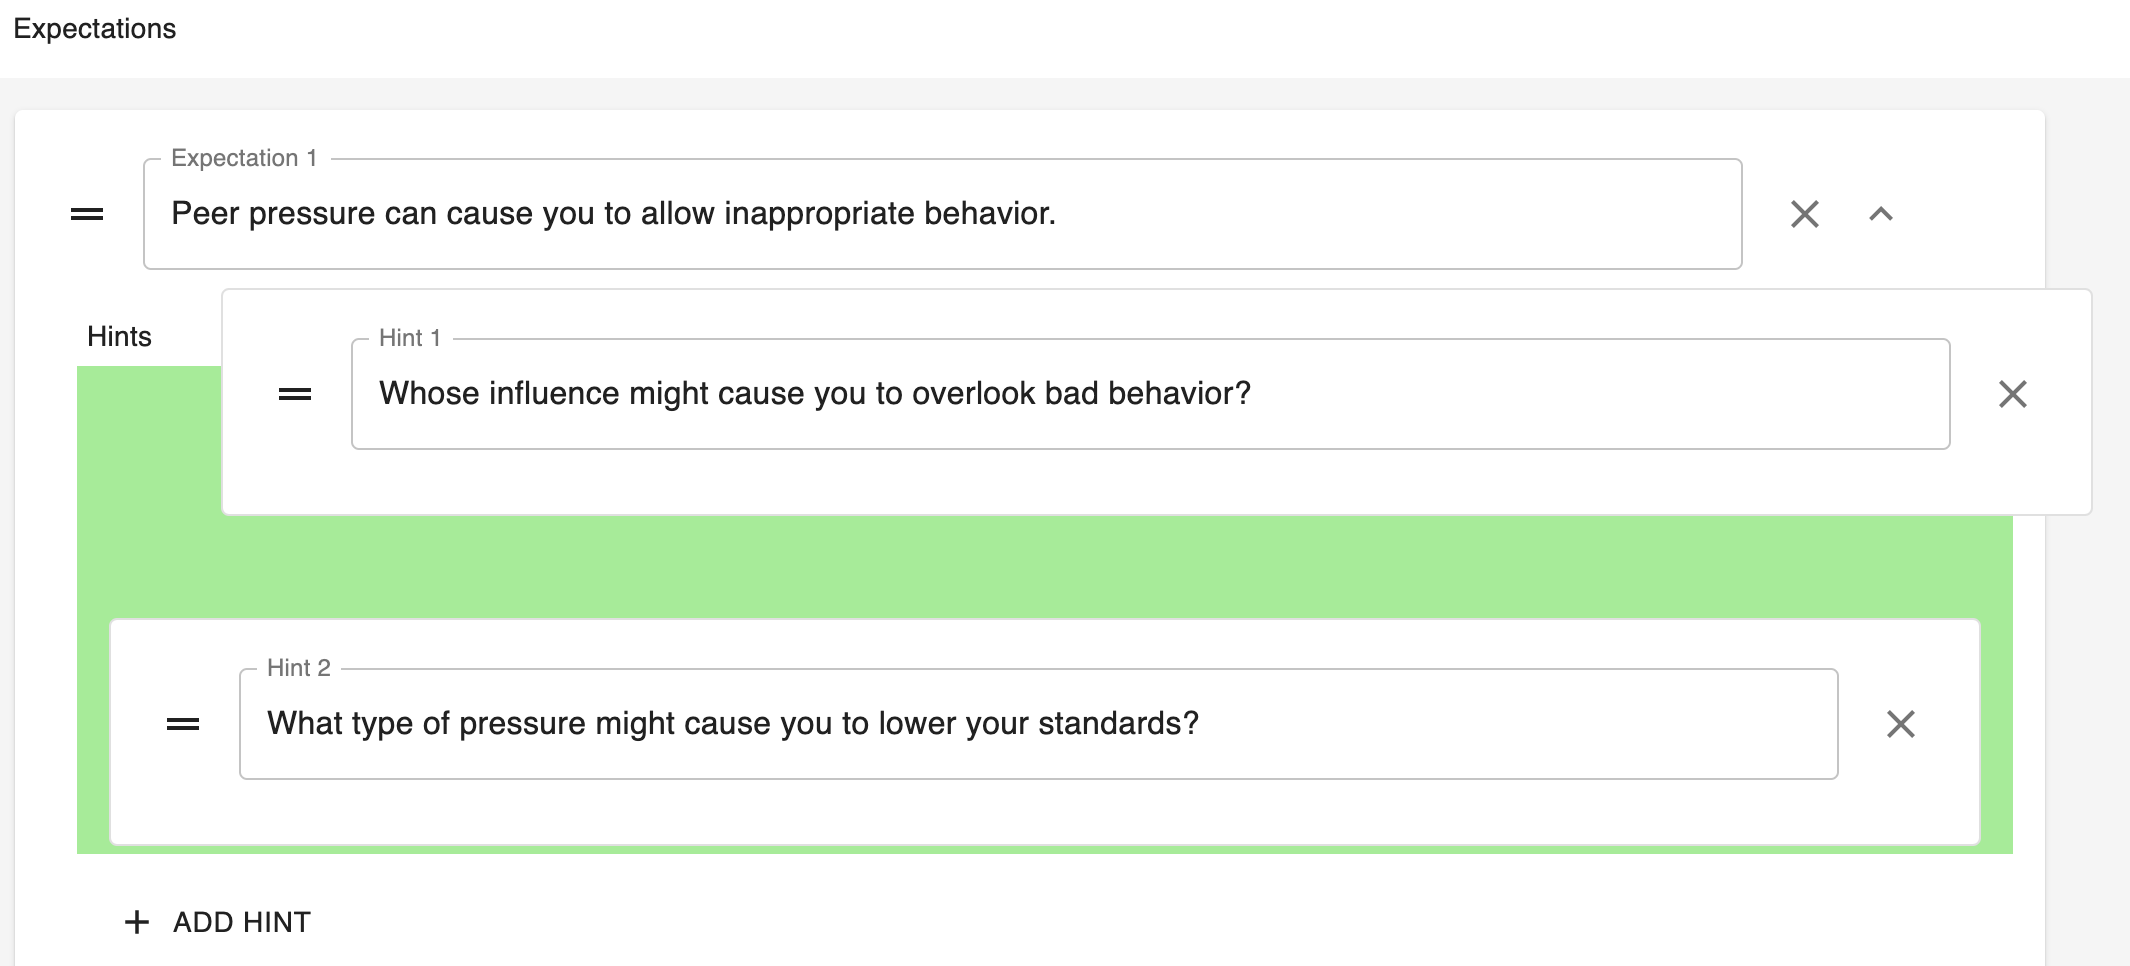 Expectations
Expectation 1
Peer pressure can cause you to allow inappropriate behavior.
Hints
Hint 1
Whose influence might cause you to overlook bad behavior?
Hint 2
What type of pressure might cause you to lower your standards?
ADD HINT